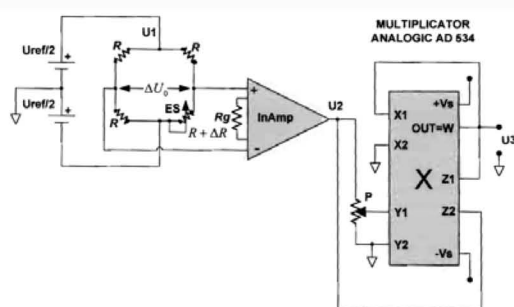 MULTIPLICATOR
ANALOGIC AD 534
U1
R
R
Uref/2
+
ΔU₀
Uref/2
+
ES
R
R + ΔR
Rg
+
InAmp
-
U2
P
X1
+Vs
OUT=W
X2
U3
X
Z1
Y1
Z2
Y2
-Vs